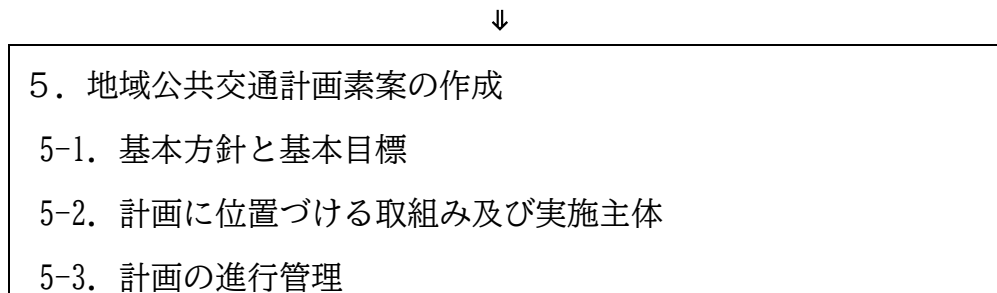 ⇓
５．地域公共交通計画素案の作成
5-1．基本方針と基本目標
5-2．計画に位置づける取組み及び実施主体
5-3．計画の進行管理